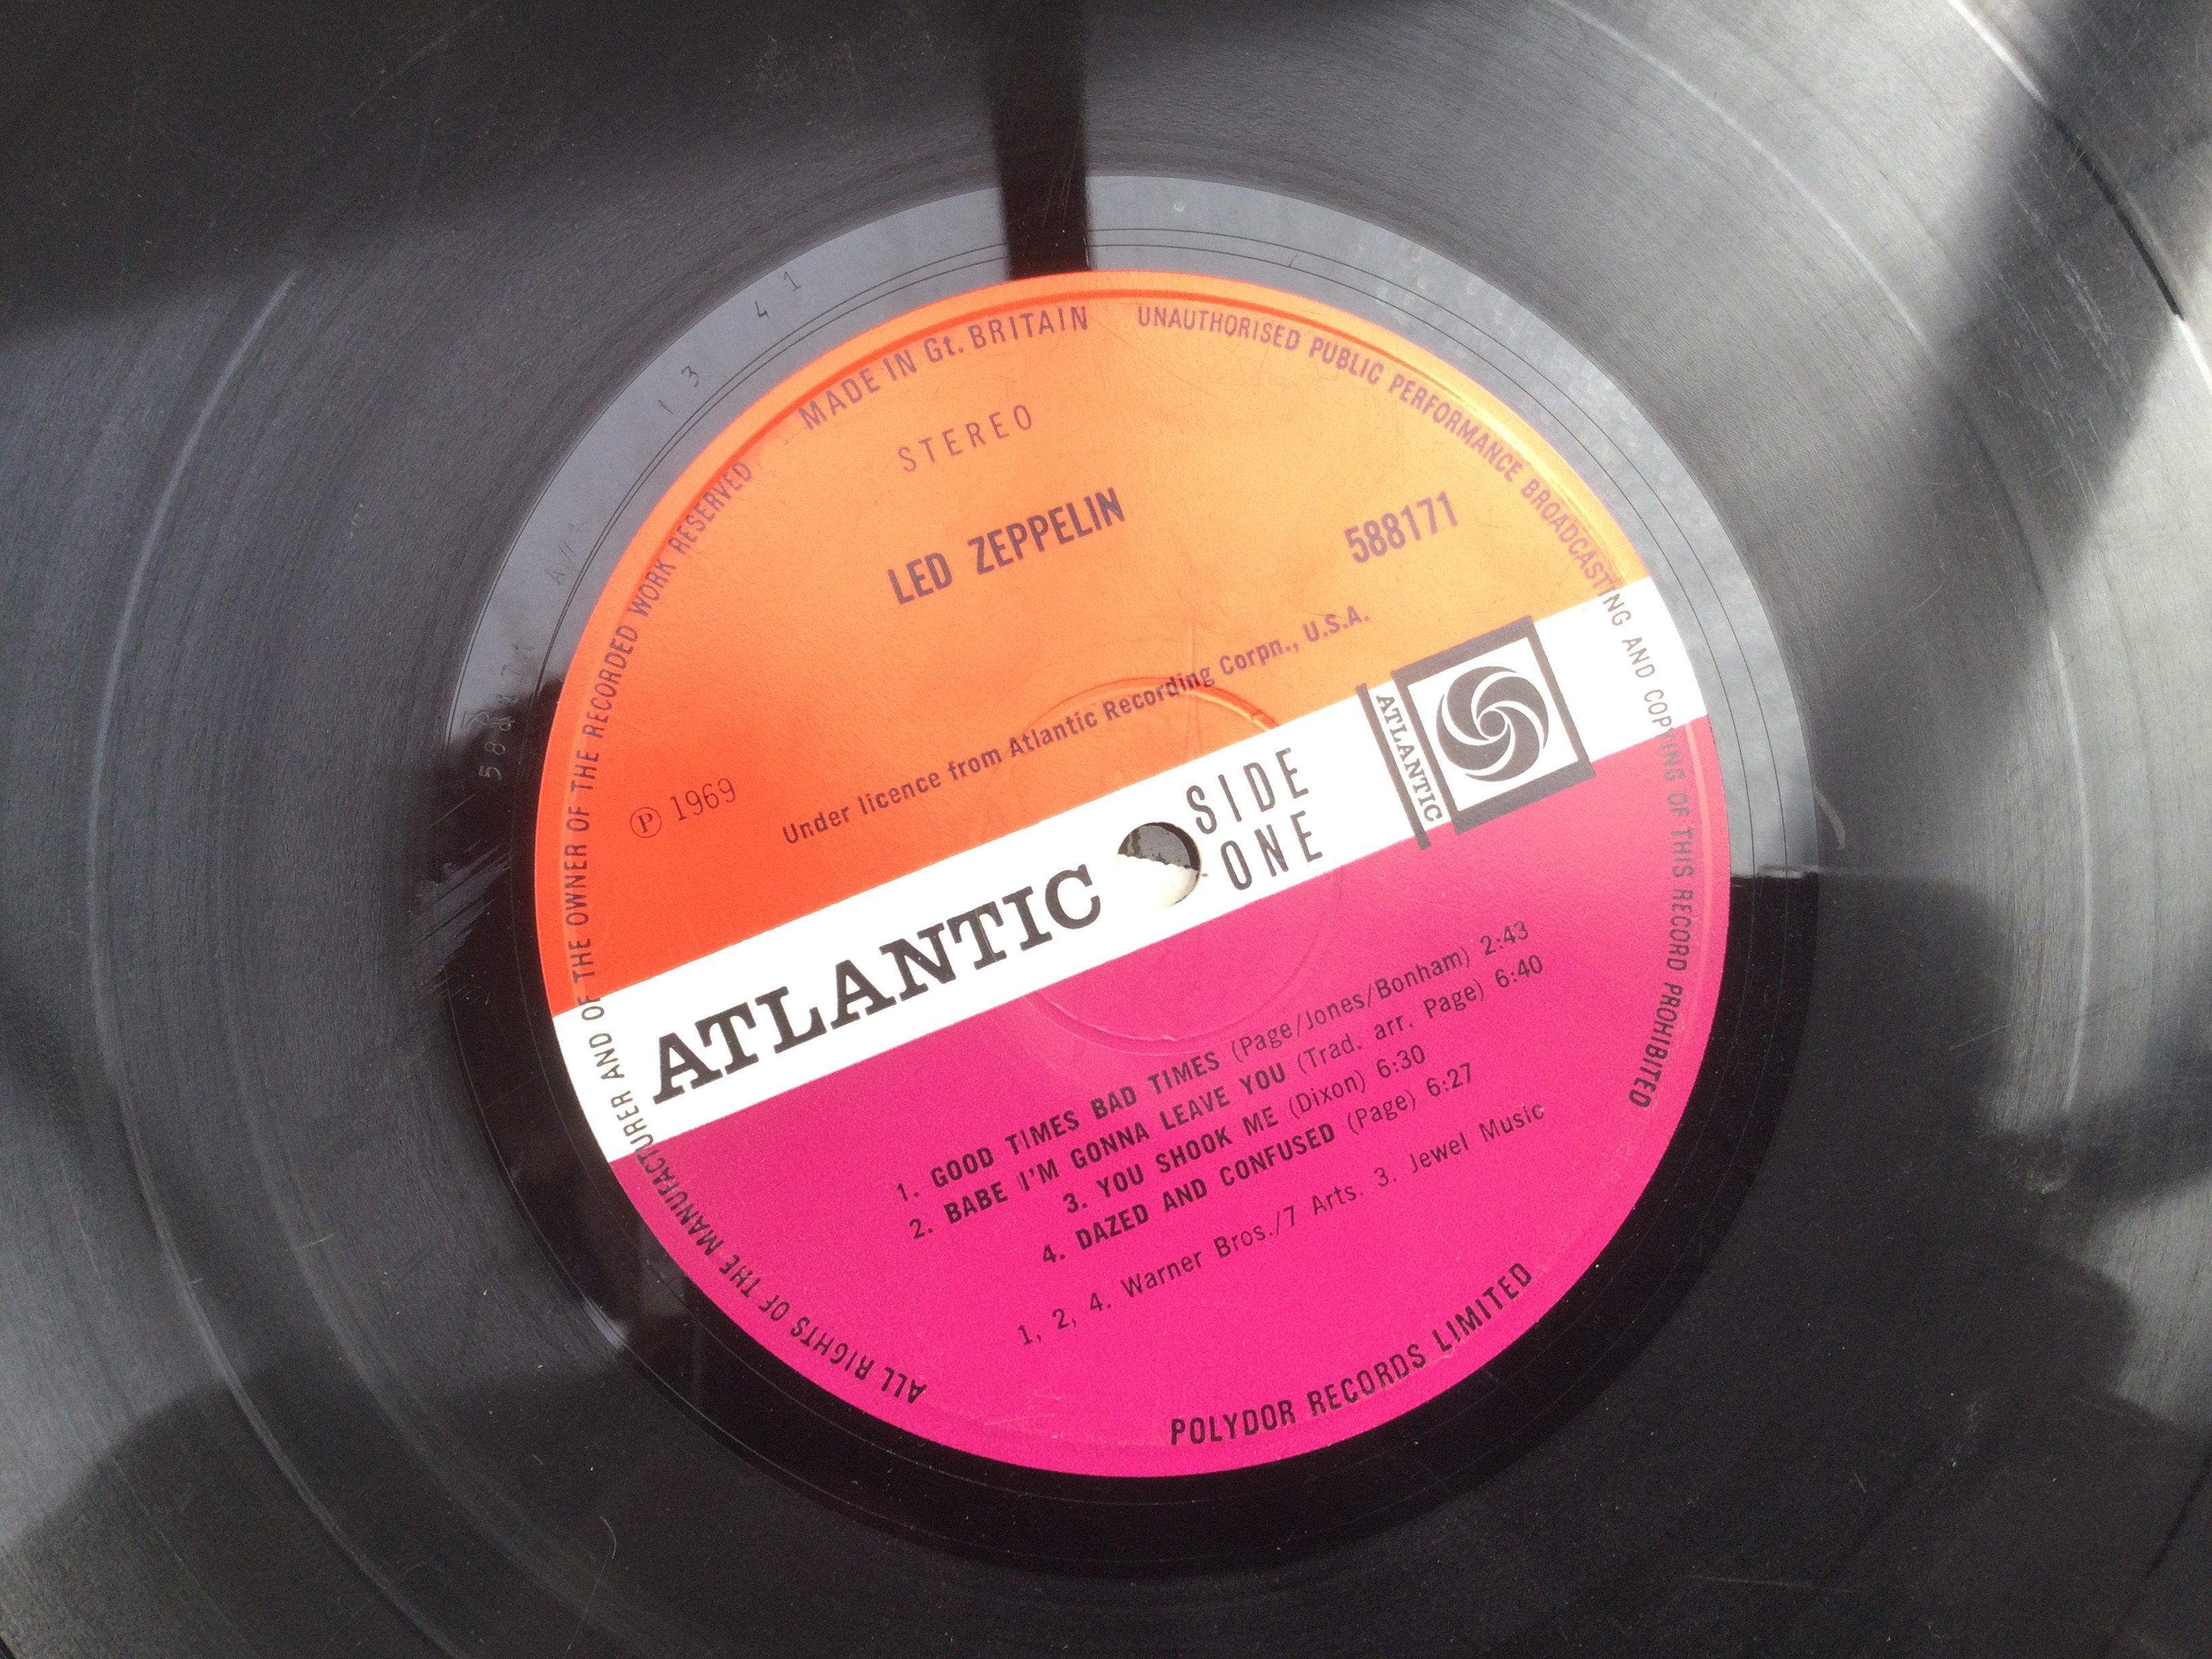 MADE IN Gt. BRITAIN
UNAUTHORISED PUBLIC PERFORMANCE BROADCASTING AND COPYING OF THIS RECORD PROHIBITED
STEREO
LED ZEPPELIN
588171
Under licence from Atlantic Recording Corpn., U.S.A.
℗ 1969
ATLANTIC
SIDE
ONE
ATLANTIC
1. GOOD TIMES BAD TIMES (Page/Jones/Bonham) 2:43
2. BABE I'M GONNA LEAVE YOU (Trad. arr. Page) 6:40
3. YOU SHOOK ME (Dixon) 6:30
4. DAZED AND CONFUSED (Page) 6:27
1, 2, 4. Warner Bros./7 Arts. 3. Jewel Music
POLYDOR RECORDS LIMITED
ALL RIGHTS OF THE MANUFACTURER AND OF THE OWNER OF THE RECORDED WORK RESERVED